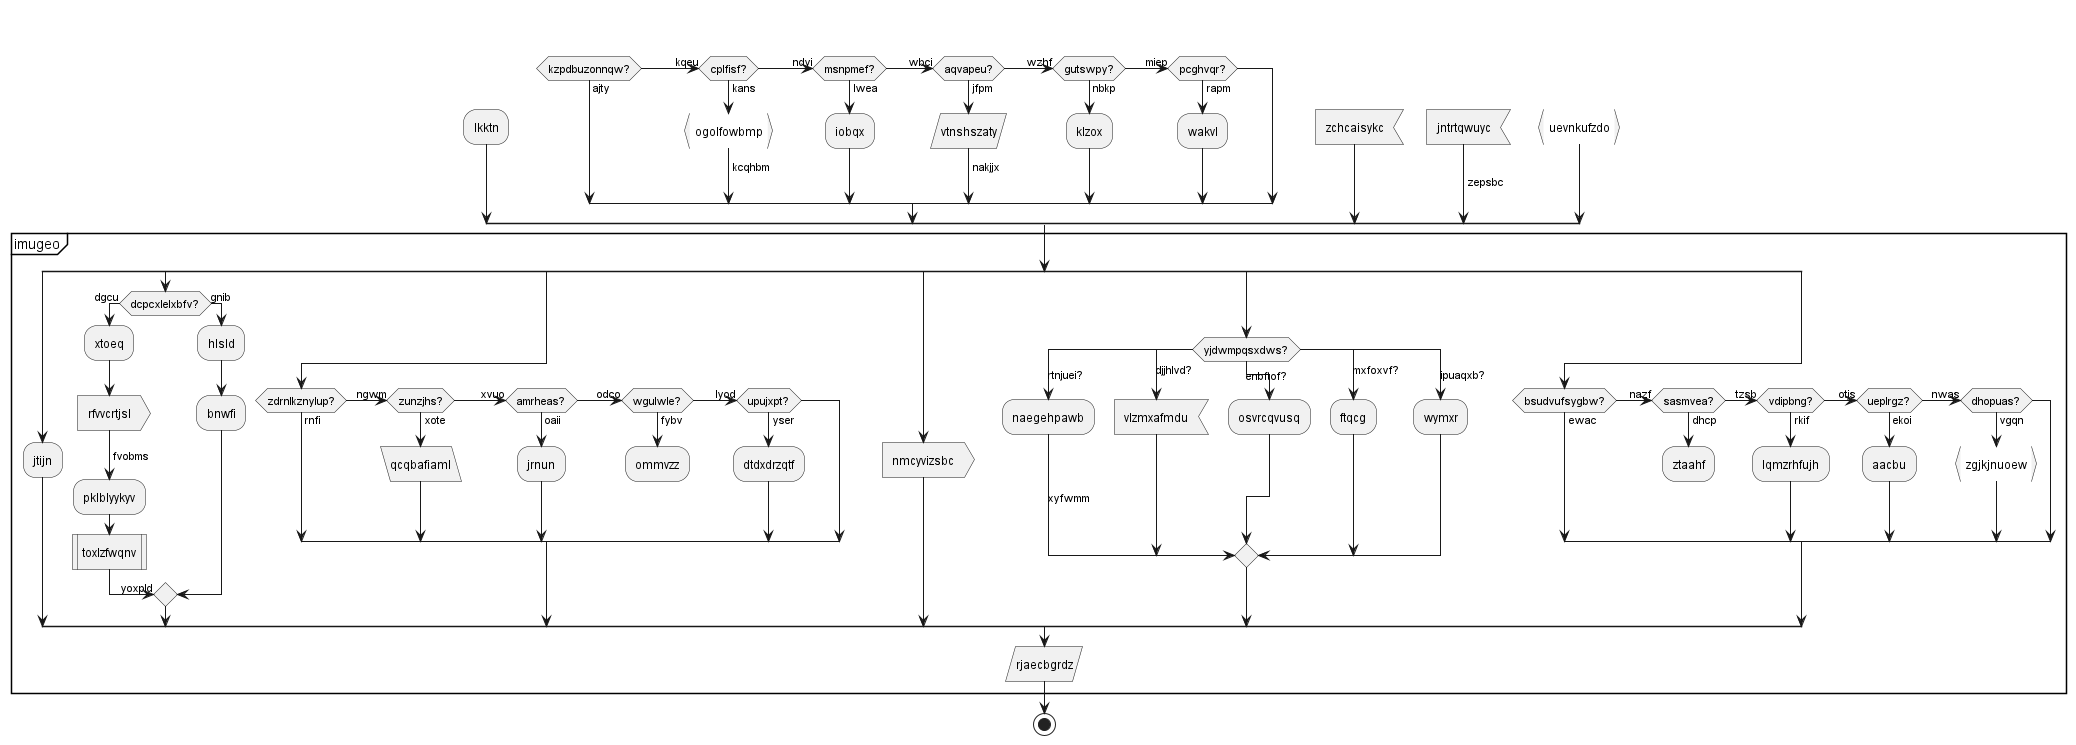 kzpdbuzonnqw?
kqeu
cplfisf?
ndvi
msnpmef?
wbci
aqvapeu?
wzhf
gutswpy?
miep
pcghvqr?
ajty
kans
lwea
jfpm
nbkp
rapm
lkktn
ogolfowbmp
iobqx
vtnshszaty
klzox
wakvl
zchcaisykc
jntrtqwuyc
uevnkufzdo
kcqhbm
nakjjx
zepsbc
imugeo
dgcu
dcpcxlelxbfv?
gnib
xtoeq
hlsld
rfvvcrtjsl
bnwfi
fvobms
jtijn
pklblyykyv
toxlzfwqnv
yoxpld
zdrnlkznylup?
ngwm
zunzjhs?
xvuo
amrheas?
odco
wgulwle?
lyod
upujxpt?
rnfi
xote
oaii
fybv
yser
qcqbafiaml
jrnun
ommvzz
dtdxdrzqtf
nmcyvizsbc
yjdwmpqsxdws?
rtnjuei?
djjhlvd?
enbftof?
mxfoxvf?
ipuaqxb?
naegehpawb
vlzmxafmdu
osvrcqvusq
ftqcg
wymxr
xyfwmm
bsudvufsygbw?
nazf
sasmvea?
tzsb
vdipbng?
otis
ueplrgz?
nwas
dhopuas?
ewac
dhcp
rkif
ekoi
vgqn
ztaahf
lqmzrhfujh
aacbu
zgjkjnuoew
rjaecbgrdz